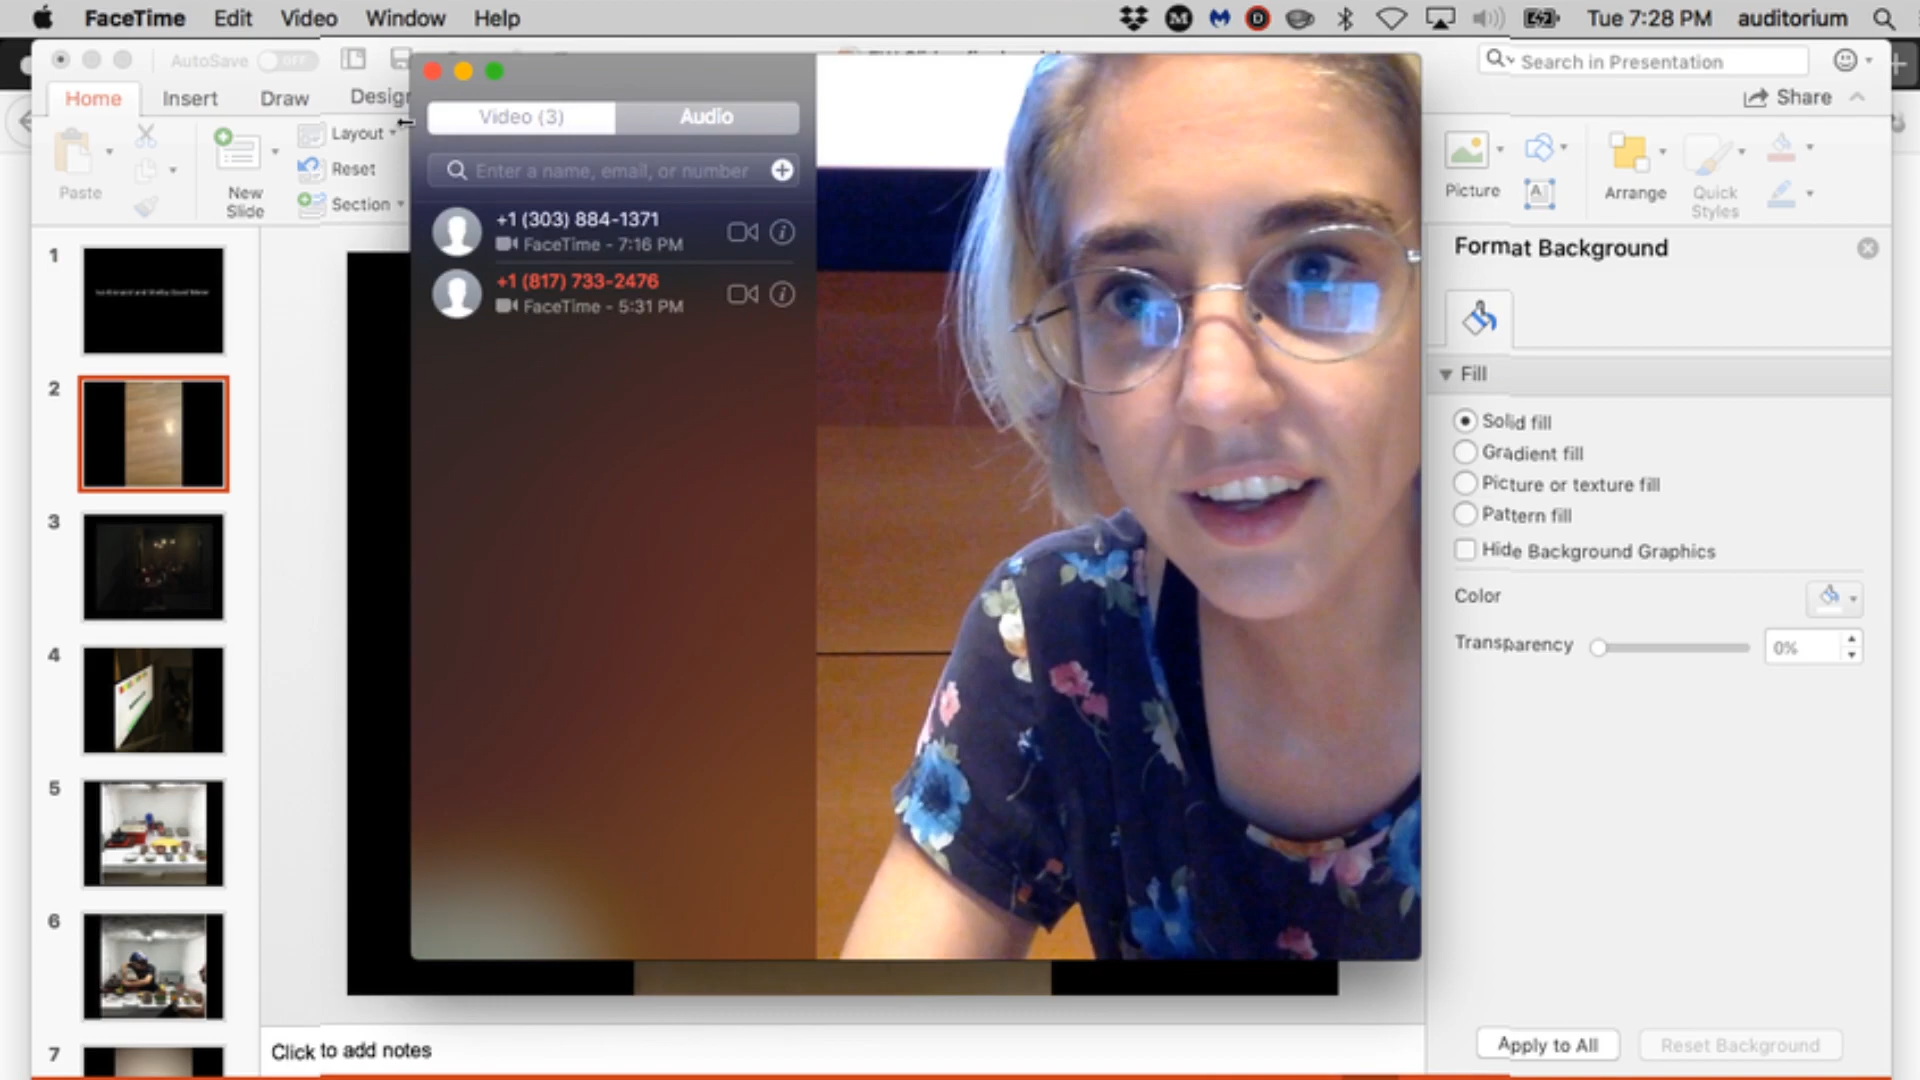 FaceTime Edit Video Window Help
Tue 7:28 PM auditorium
AutoSave OFF
Search in Presentation
Home Insert Draw Design
Share
Video (3) Audio
Enter a name, email, or number
+1 (303) 884-1371
FaceTime - 7:16 PM
+1 (817) 733-2476
FaceTime - 5:31 PM
Paste
New
Slide
Layout
Reset
Section
Picture
Arrange
Quick
Styles
Format Background
Fill
Solid fill
Gradient fill
Picture or texture fill
Pattern fill
Hide Background Graphics
Color
Transparency 0%
1
2
3
4
5
6
7
Click to add notes
Apply to All
Reset Background